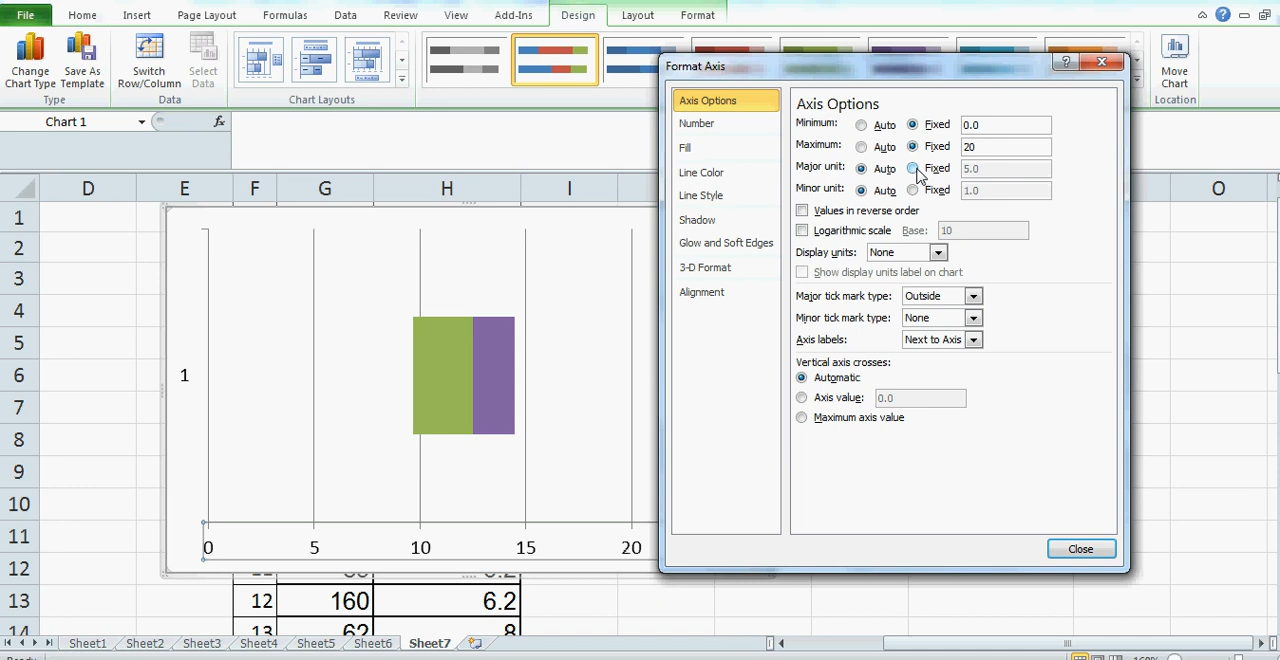 File Home Insert Page Layout Formulas Data Review View Add-Ins Design Layout Format
Change Chart Type
Save As Template
Switch Row/Column
Select Data
Move Chart
Type Data Chart Layouts Location
Chart 1 fx
Format Axis
Axis Options
Number
Fill
Line Color
Line Style
Shadow
Glow and Soft Edges
3-D Format
Alignment
Axis Options
Minimum: Auto Fixed 0.0
Maximum: Auto Fixed 20
Major unit: Auto Fixed 5.0
Minor unit: Auto Fixed 1.0
Values in reverse order
Logarithmic scale Base: 10
Display units: None
Show display units label on chart
Major tick mark type: Outside
Minor tick mark type: None
Axis labels: Next to Axis
Vertical axis crosses:
Automatic
Axis value: 0.0
Maximum axis value
Close
D E F G H I O
1
2
3
4
5
6
7
8
9
10
11
12
13
14
1
0 5 10 15 20
12 160 6.2
13 62 8
Sheet1 Sheet2 Sheet3 Sheet4 Sheet5 Sheet6 Sheet7